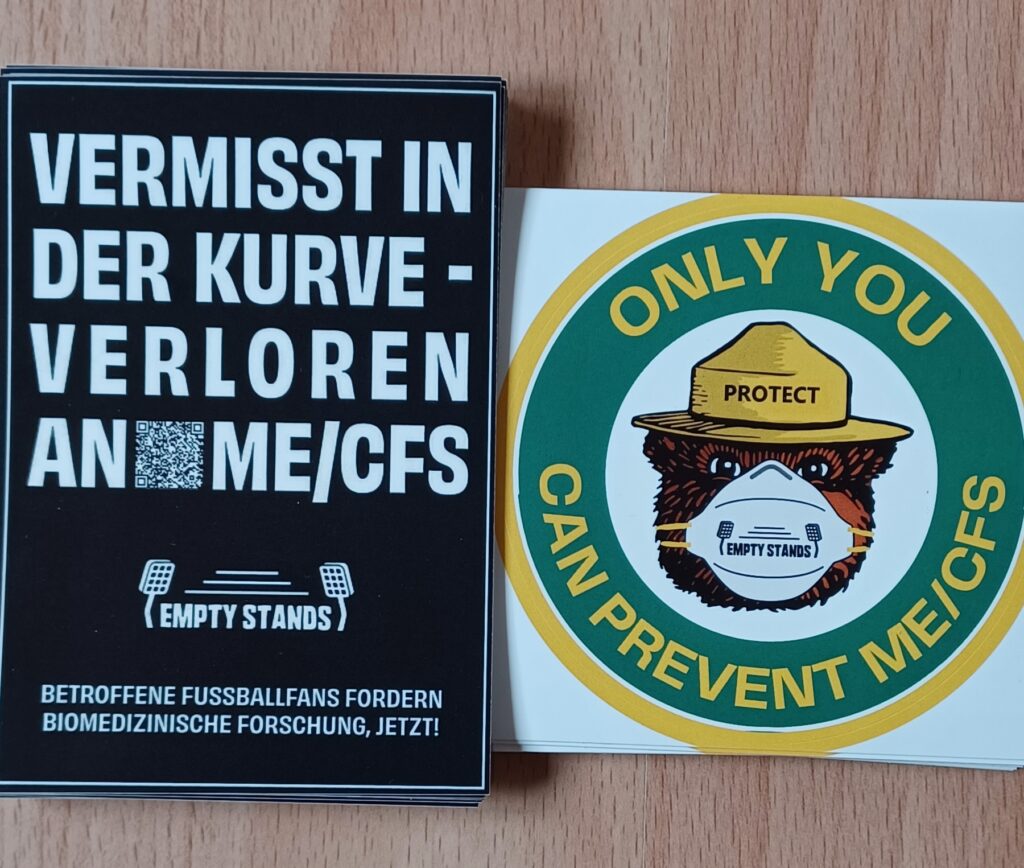 VERMISST IN
DER KURVE -
VERLOREN
AN ME/CFS
EMPTY STANDS
BETROFFENE FUSSBALLFANS FORDERN
BIOMEDIZINISCHE FORSCHUNG, JETZT!
ONLY YOU
PROTECT
EMPTY STANDS
CAN PREVENT ME/CFS